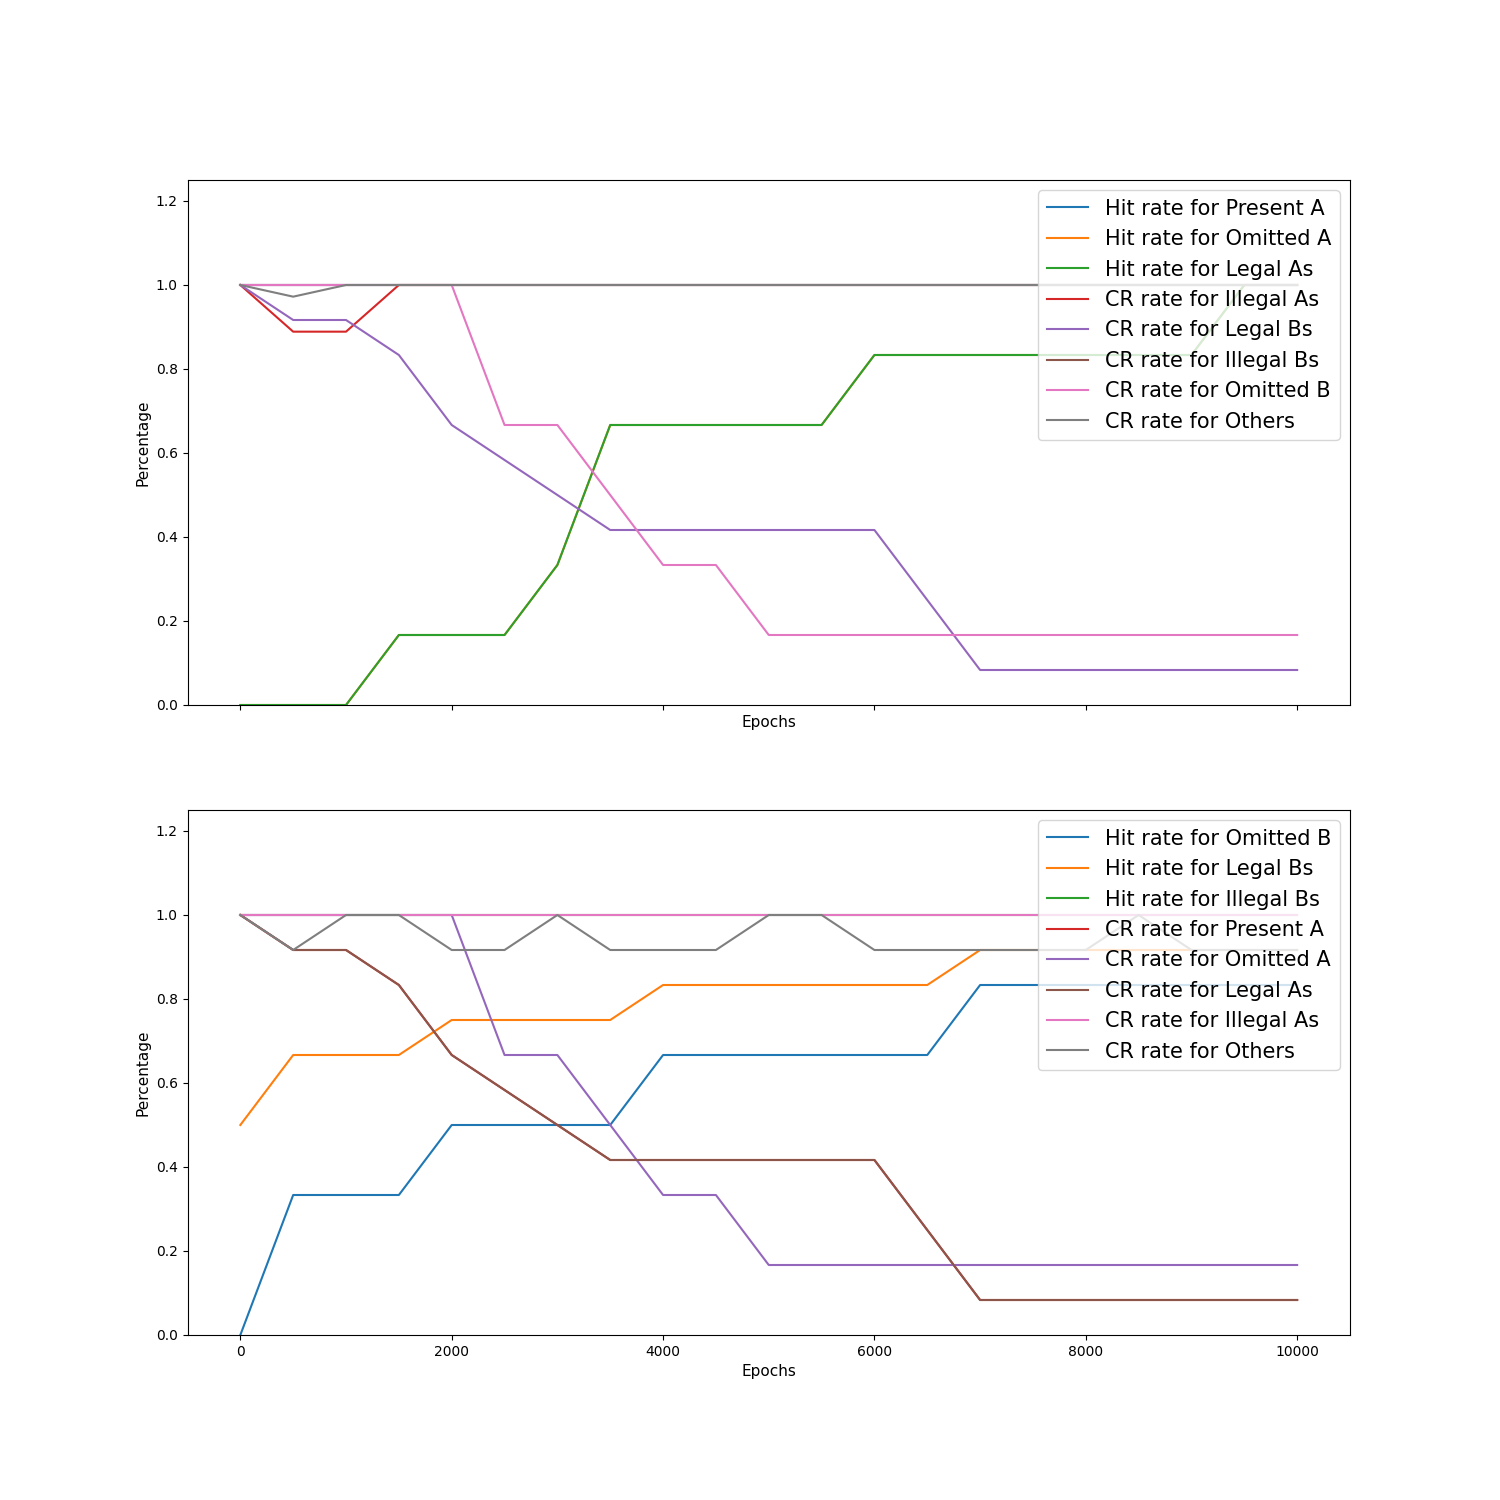 1.2
1.0
0.8
0.6
0.4
0.2
0.0
Percentage
Epochs
Hit rate for Present A
Hit rate for Omitted A
Hit rate for Legal As
CR rate for Illegal As
CR rate for Legal Bs
CR rate for Illegal Bs
CR rate for Omitted B
CR rate for Others
1.2
1.0
0.8
0.6
0.4
0.2
0.0
Percentage
0 2000 4000 6000 8000 10000
Epochs
Hit rate for Omitted B
Hit rate for Legal Bs
Hit rate for Illegal Bs
CR rate for Present A
CR rate for Omitted A
CR rate for Legal As
CR rate for Illegal As
CR rate for Others